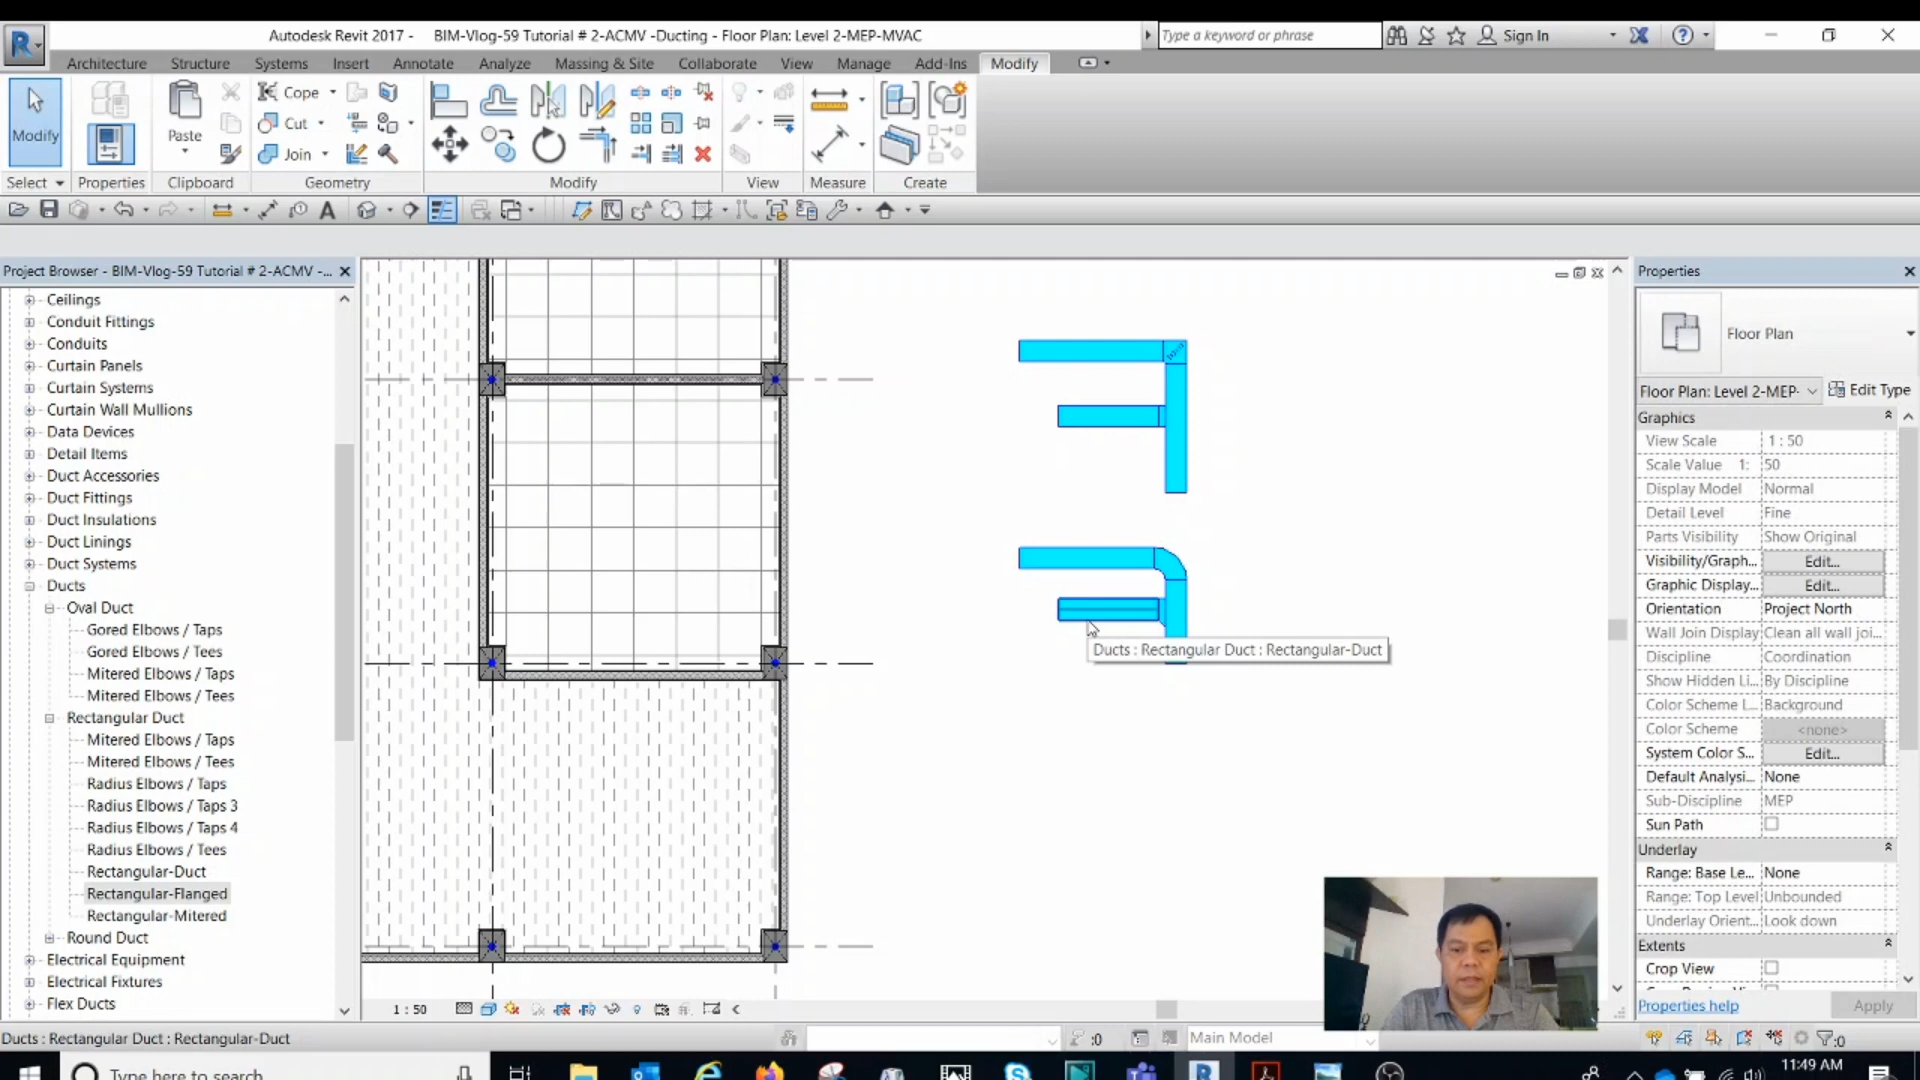 Autodesk Revit 2017 - BIM-Vlog-59 Tutorial # 2-ACMV -Ducting - Floor Plan: Level 2-MEP-MVAC
Type a keyword or phrase
Sign In
Architecture Structure Systems Insert Annotate Analyze Massing & Site Collaborate View Manage Add-Ins Modify
Modify
Paste
Cope
Cut
Join
Select Properties Clipboard Geometry Modify View Measure Create
Project Browser - BIM-Vlog-59 Tutorial # 2-ACMV -...
Ceilings
Conduit Fittings
Conduits
Curtain Panels
Curtain Systems
Curtain Wall Mullions
Data Devices
Detail Items
Duct Accessories
Duct Fittings
Duct Insulations
Duct Linings
Duct Systems
Ducts
Oval Duct
Gored Elbows / Taps
Gored Elbows / Tees
Mitered Elbows / Taps
Mitered Elbows / Tees
Rectangular Duct
Mitered Elbows / Taps
Mitered Elbows / Tees
Radius Elbows / Taps
Radius Elbows / Taps 3
Radius Elbows / Taps 4
Radius Elbows / Tees
Rectangular-Duct
Rectangular-Flanged
Rectangular-Mitered
Round Duct
Electrical Equipment
Electrical Fixtures
Flex Ducts
Ducts : Rectangular Duct : Rectangular-Duct
1 : 50
Properties
Floor Plan
Floor Plan: Level 2-MEP- Edit Type
Graphics
View Scale 1 : 50
Scale Value 1: 50
Display Model Normal
Detail Level Fine
Parts Visibility Show Original
Visibility/Graph... Edit...
Graphic Display... Edit...
Orientation Project North
Wall Join Display Clean all wall joi...
Discipline Coordination
Show Hidden Li... By Discipline
Color Scheme L... Background
Color Scheme <none>
System Color S... Edit...
Default Analysi... None
Sub-Discipline MEP
Sun Path
Underlay
Range: Base Le... None
Range: Top Level Unbounded
Underlay Orient... Look down
Extents
Crop View
Properties help Apply
Ducts : Rectangular Duct : Rectangular-Duct
:0
Main Model
:0
Type here to search
11:49 AM